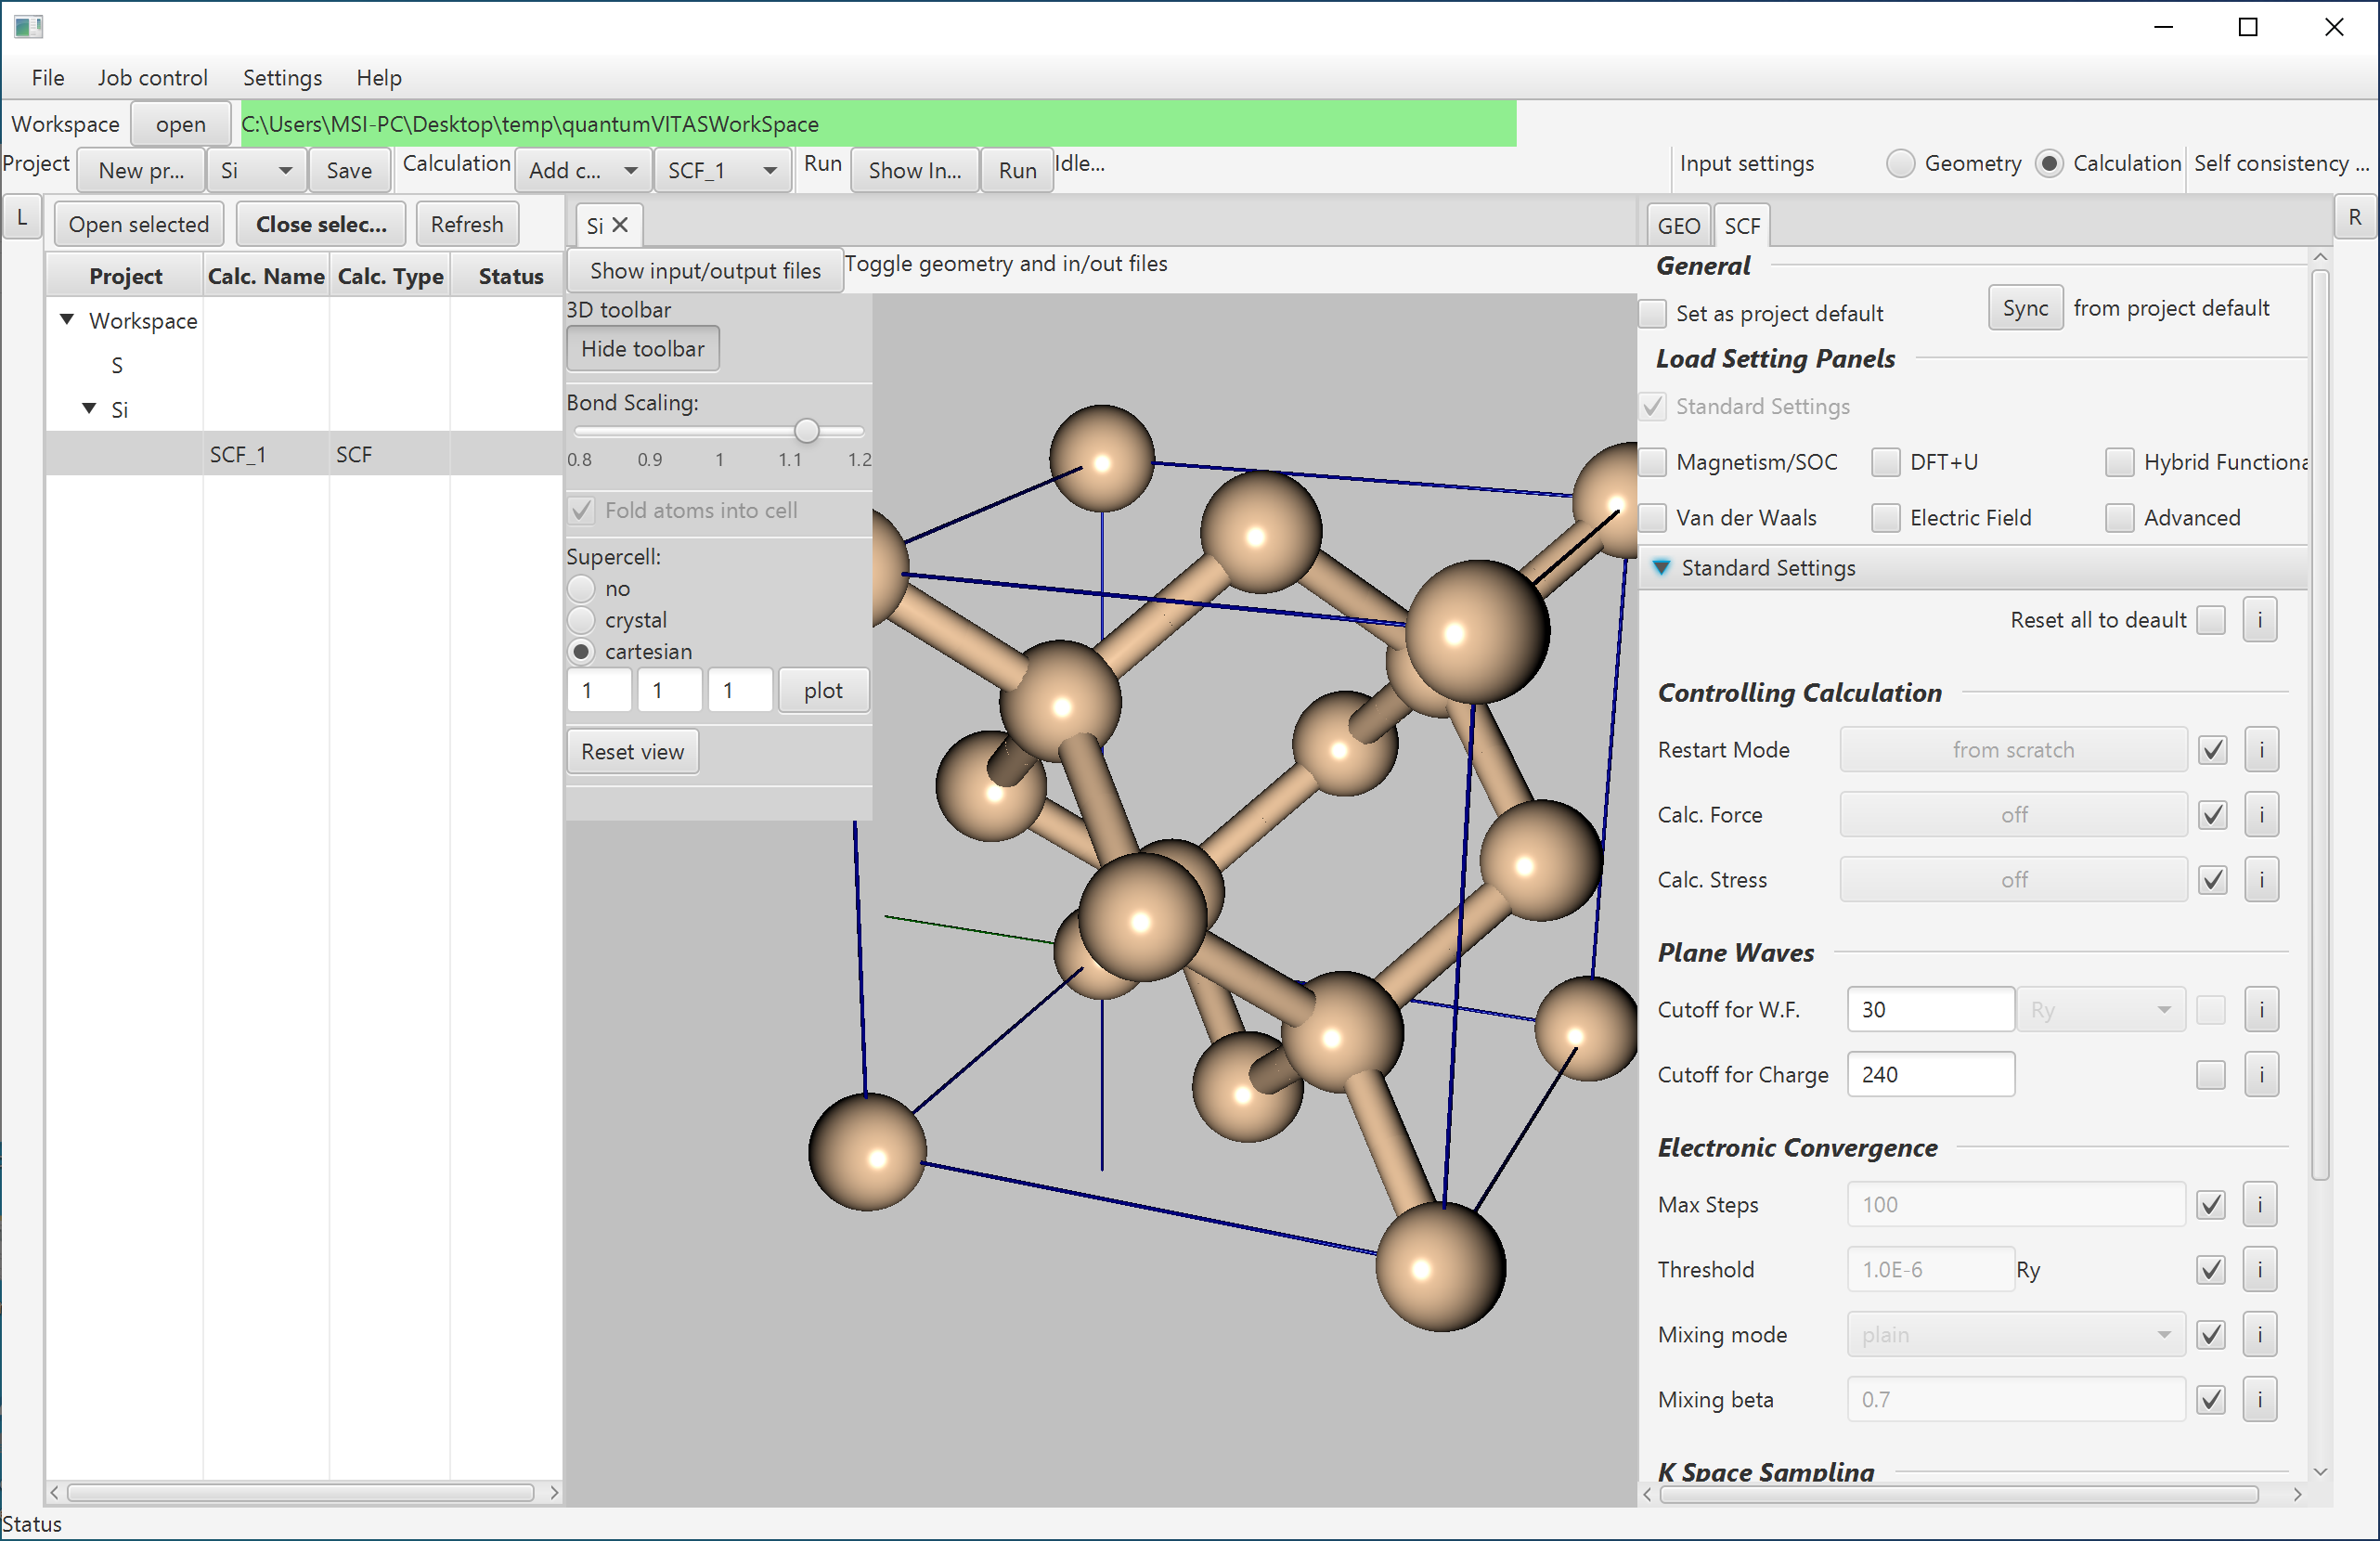 File Job control Settings Help
Workspace open C:\Users\MSI-PC\Desktop\temp\quantumVITASWorkSpace
Project New pr... Si Save Calculation Add c... SCF_1 Run Show In... Run Idle... Input settings Geometry Calculation Self consistency ...
L Open selected Close selec... Refresh Si GEO SCF R
Project Calc. Name Calc. Type Status
Workspace
S
Si
SCF_1 SCF
Show input/output files Toggle geometry and in/out files
3D toolbar
Hide toolbar
Bond Scaling:
0.8 0.9 1 1.1 1.2
Fold atoms into cell
Supercell:
no
crystal
cartesian
1 1 1 plot
Reset view
General
Set as project default Sync from project default
Load Setting Panels
Standard Settings
Magnetism/SOC DFT+U Hybrid Functiona
Van der Waals Electric Field Advanced
Standard Settings
Reset all to deault i
Controlling Calculation
Restart Mode from scratch i
Calc. Force off i
Calc. Stress off i
Plane Waves
Cutoff for W.F. 30 Ry i
Cutoff for Charge 240 i
Electronic Convergence
Max Steps 100 i
Threshold 1.0E-6 Ry i
Mixing mode plain i
Mixing beta 0.7 i
K Space Sampling
Status